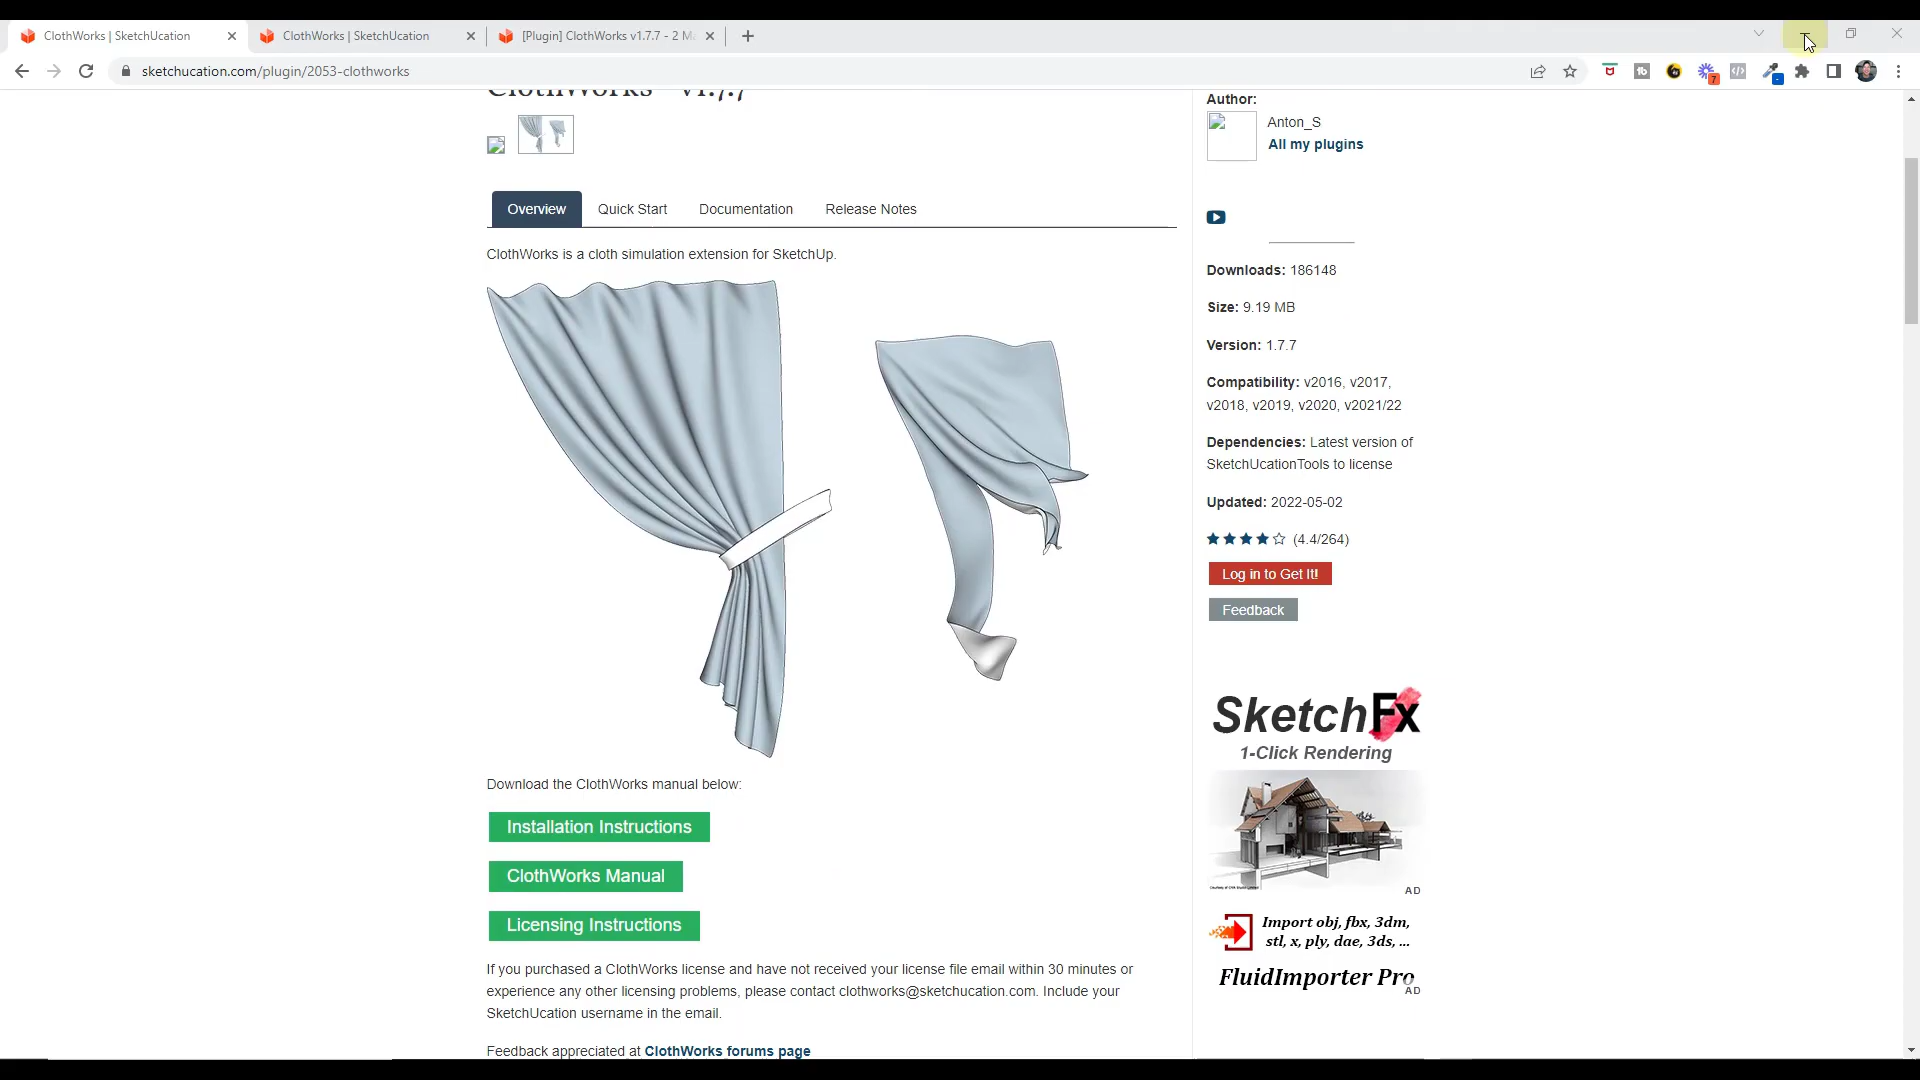 ClothWorks | SketchUcation
ClothWorks | SketchUcation
[Plugin] ClothWorks v1.7.7 - 2 M
sketchucation.com/plugin/2053-clothworks
7
ClothWorks - v1.7.7
Overview
Quick Start
Documentation
Release Notes
ClothWorks is a cloth simulation extension for SketchUp.
Download the ClothWorks manual below:
Installation Instructions
ClothWorks Manual
Licensing Instructions
If you purchased a ClothWorks license and have not received your license file email within 30 minutes or
experience any other licensing problems, please contact clothworks@sketchucation.com. Include your
SketchUcation username in the email.
Feedback appreciated at ClothWorks forums page
Author:
Anton_S
All my plugins
Downloads: 186148
Size: 9.19 MB
Version: 1.7.7
Compatibility: v2016, v2017,
v2018, v2019, v2020, v2021/22
Dependencies: Latest version of
SketchUcationTools to license
Updated: 2022-05-02
(4.4/264)
Log in to Get It!
Feedback
SketchFx
1-Click Rendering
AD
Import obj, fbx, 3dm,
stl, x, ply, dae, 3ds, ...
FluidImporter Pro
AD